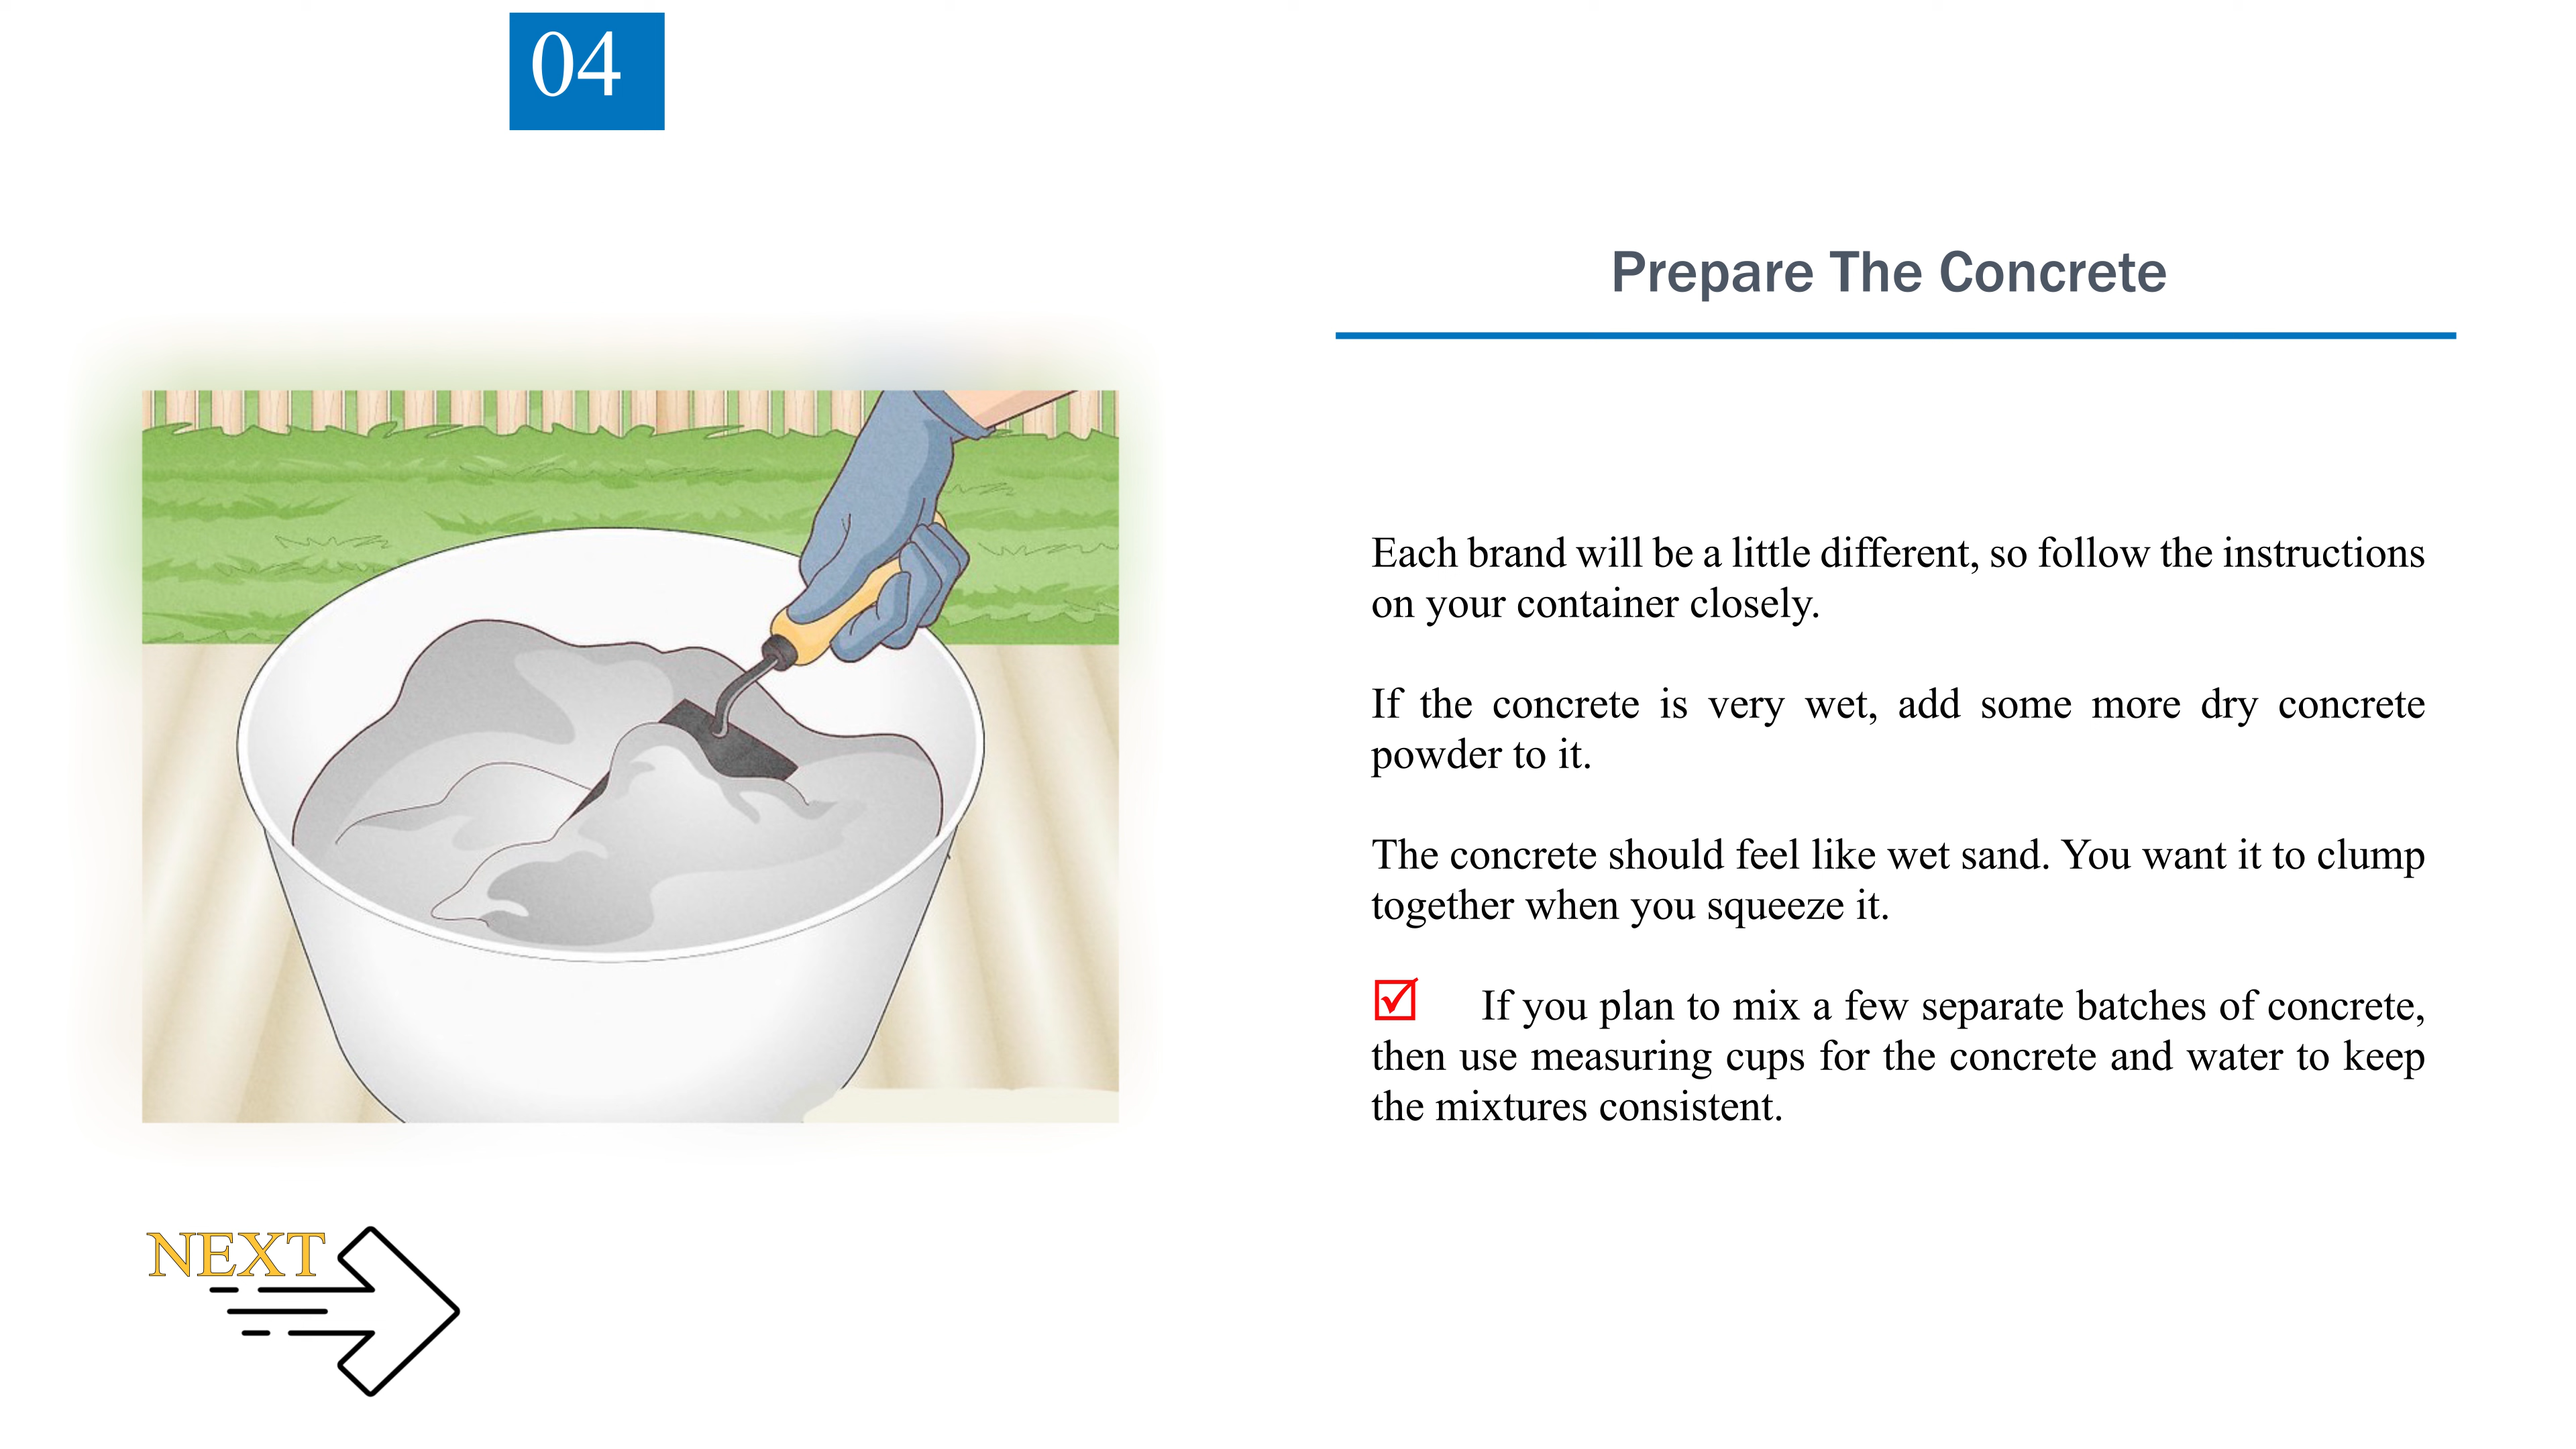 04
Prepare The Concrete
Each brand will be a little different, so follow the instructions
on your container closely.
If the concrete is very wet, add some more dry concrete
powder to it.
The concrete should feel like wet sand. You want it to clump
together when you squeeze it.
If you plan to mix a few separate batches of concrete,
then use measuring cups for the concrete and water to keep
the mixtures consistent.
NEXT